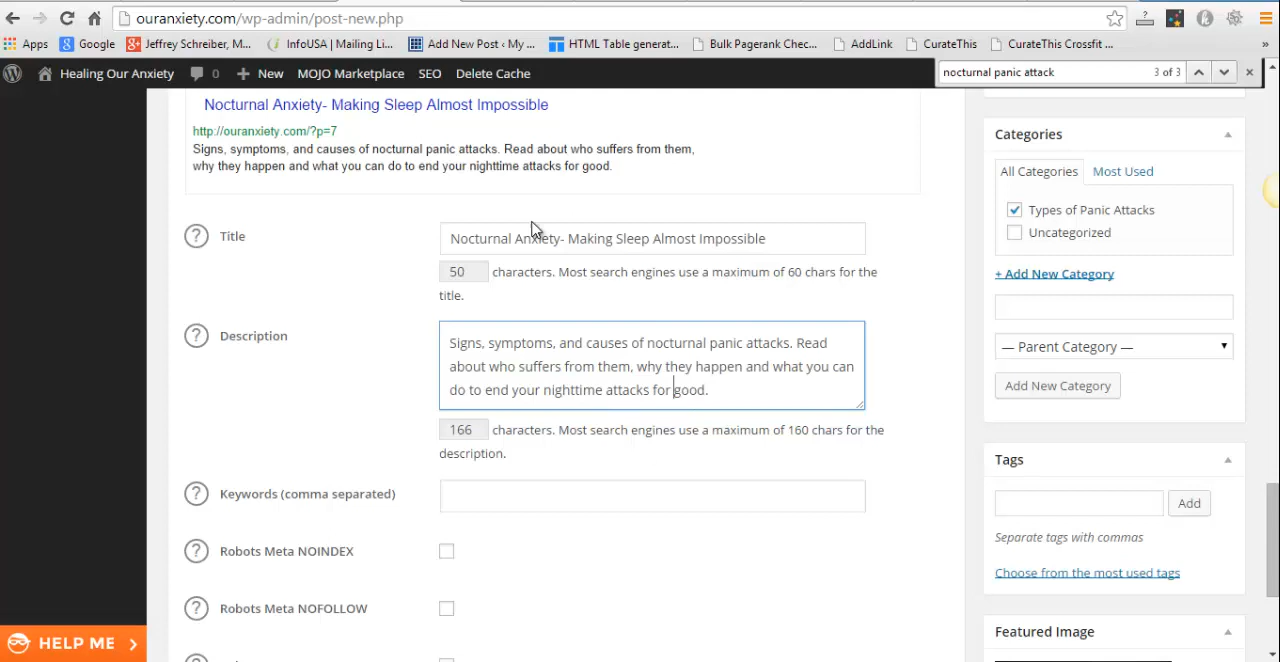 ouranxiety.com/wp-admin/post-new.php
Apps Google Jeffrey Schreiber, M... InfoUSA | Mailing Li... Add New Post ‹ My ... HTML Table generat... Bulk Pagerank Chec... AddLink CurateThis CurateThis Crossfit ... »
Healing Our Anxiety 0 + New MOJO Marketplace SEO Delete Cache
nocturnal panic attack 3 of 3
Nocturnal Anxiety- Making Sleep Almost Impossible
http://ouranxiety.com/?p=7
Signs, symptoms, and causes of nocturnal panic attacks. Read about who suffers from them,
why they happen and what you can do to end your nighttime attacks for good.
? Title
Nocturnal Anxiety- Making Sleep Almost Impossible
50 characters. Most search engines use a maximum of 60 chars for the
title.
? Description
Signs, symptoms, and causes of nocturnal panic attacks. Read
about who suffers from them, why they happen and what you can
do to end your nighttime attacks for good.
166 characters. Most search engines use a maximum of 160 chars for the
description.
? Keywords (comma separated)
? Robots Meta NOINDEX
? Robots Meta NOFOLLOW
HELP ME
Categories
All Categories Most Used
Types of Panic Attacks
Uncategorized
+ Add New Category
— Parent Category —
Add New Category
Tags
Add
Separate tags with commas
Choose from the most used tags
Featured Image